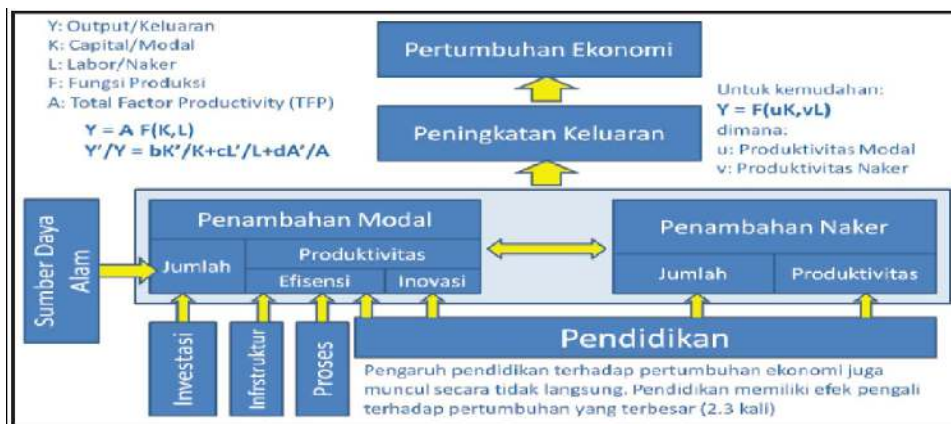 Y: Output/Keluaran
K: Capital/Modal
L: Labor/Naker
F: Fungsi Produksi
A: Total Factor Productivity (TFP)
Y = A F(K,L)
Y'/Y = bK'/K+cL'/L+dA'/A
Pertumbuhan Ekonomi
Peningkatan Keluaran
Untuk kemudahan:
Y = F(uK,vL)
dimana:
u: Produktivitas Modal
v: Produktivitas Naker
Sumber Daya
Alam
Penambahan Modal
Jumlah
Produktivitas
Efisensi
Inovasi
Penambahan Naker
Jumlah
Produktivitas
Investasi
Infrstruktur
Proses
Pendidikan
Pengaruh pendidikan terhadap pertumbuhan ekonomi juga
muncul secara tidak langsung. Pendidikan memiliki efek pengali
terhadap pertumbuhan yang terbesar (2.3 kali)